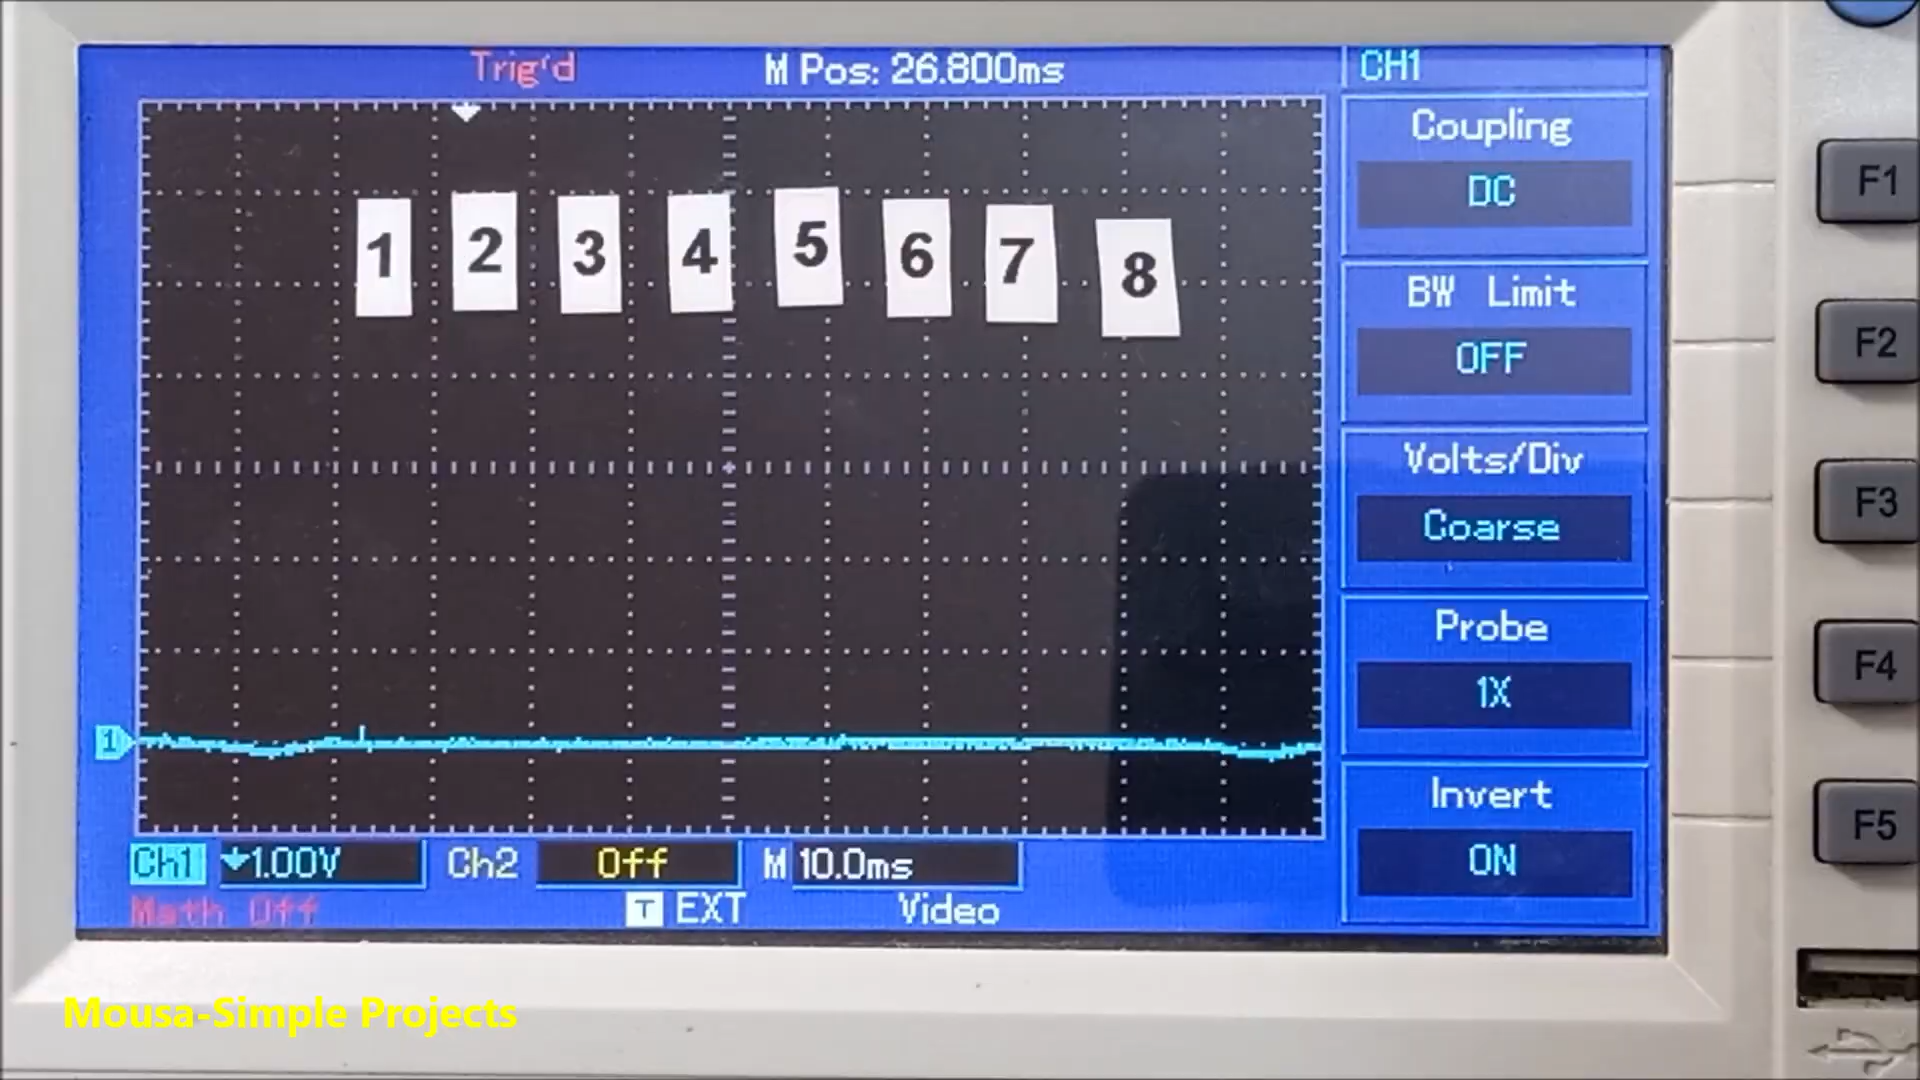 Trig'd M Pos: 26.800ms CH1
Coupling
DC
F1
1 2 3 4 5 6 7 8
BW Limit
OFF
F2
Volts/Div
Coarse
F3
Probe
1X
F4
1
Invert
ON
F5
Ch1 1.00V Ch2 Off M 10.0ms
Math Off T EXT Video
Mousa-Simple Projects